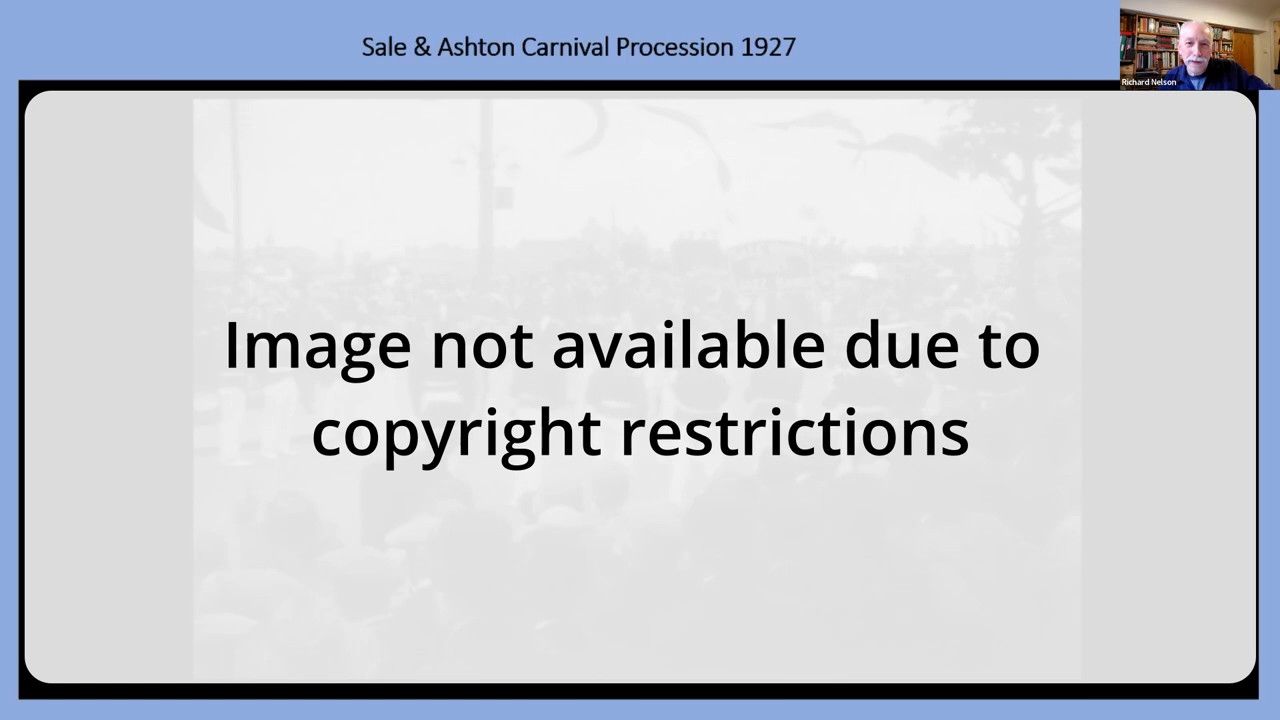 Sale & Ashton Carnival Procession 1927
Richard Nelson
Image not available due to
copyright restrictions